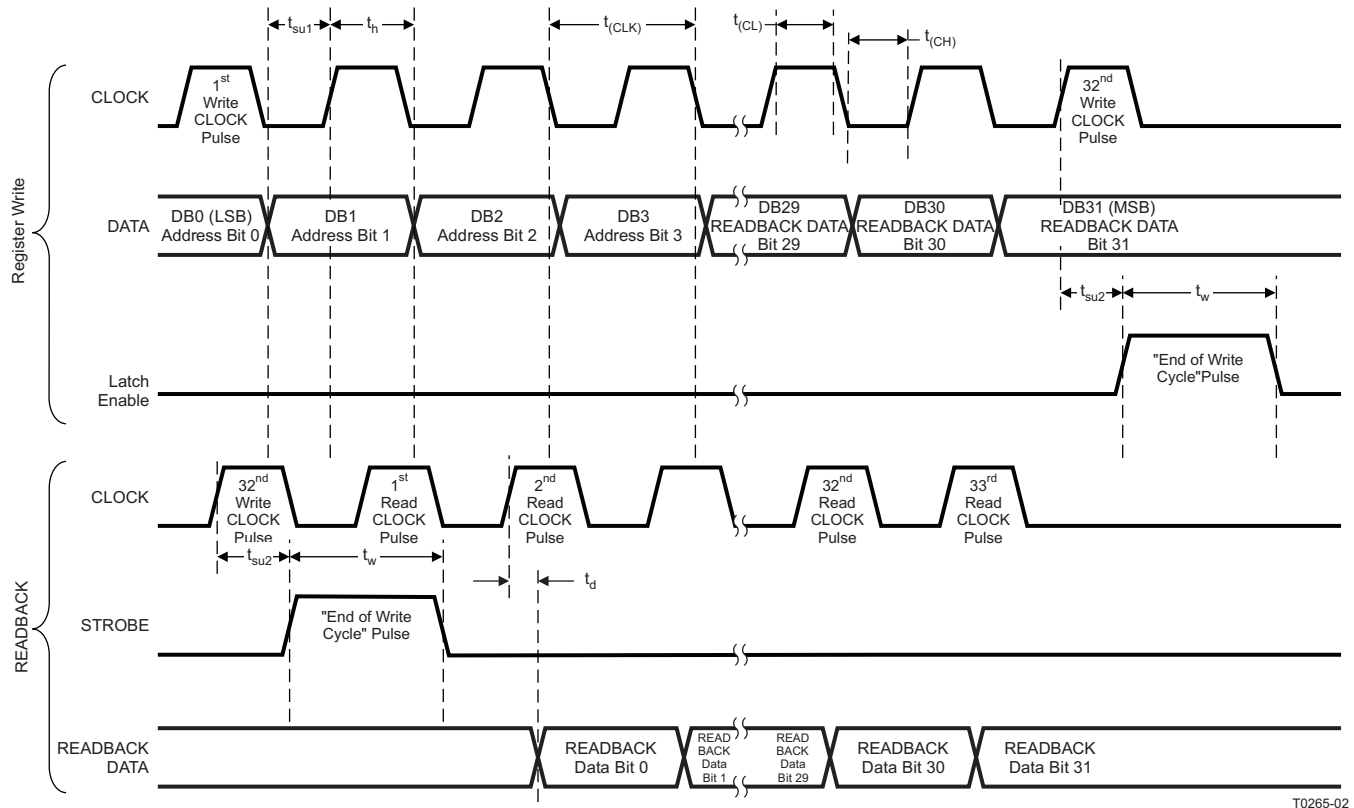 t_su1
t_h
t_(CLK)
t_(CL)
t_(CH)
Register Write
CLOCK
1st
Write
CLOCK
Pulse
32nd
Write
CLOCK
Pulse
DATA
DB0 (LSB)
Address Bit 0
DB1
Address Bit 1
DB2
Address Bit 2
DB3
Address Bit 3
DB29
READBACK DATA
Bit 29
DB30
READBACK DATA
Bit 30
DB31 (MSB)
READBACK DATA
Bit 31
t_su2
t_w
Latch
Enable
"End of Write
Cycle"Pulse
READBACK
CLOCK
32nd
Write
CLOCK
Pulse
1st
Read
CLOCK
Pulse
2nd
Read
CLOCK
Pulse
32nd
Read
CLOCK
Pulse
33rd
Read
CLOCK
Pulse
t_su2
t_w
t_d
STROBE
"End of Write
Cycle" Pulse
READBACK
DATA
READBACK
Data Bit 0
READ
BACK
Data
Bit 1
READ
BACK
Data
Bit 29
READBACK
Data Bit 30
READBACK
Data Bit 31
T0265-02